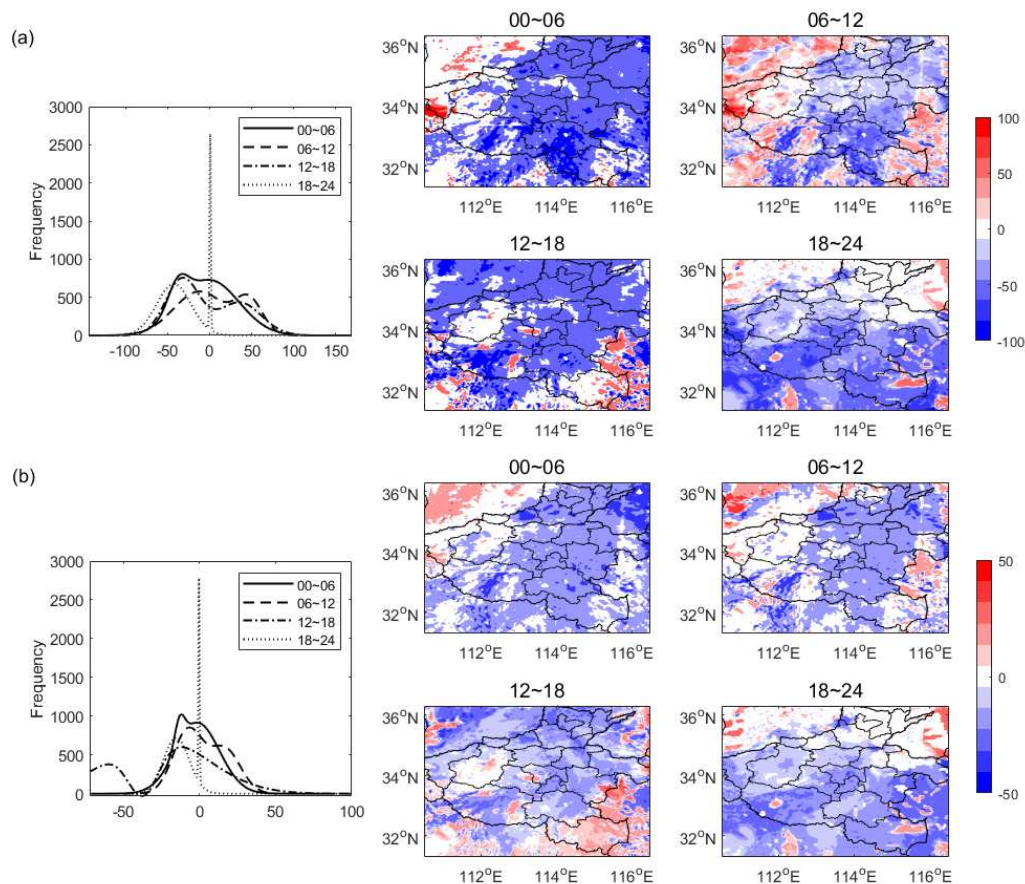 (a)
3000
2500
2000
1500
1000
500
0
Frequency
-100 -50 0 50 100 150
00~06
06~12
12~18
18~24
00~06
36°N
34°N
32°N
112°E 114°E 116°E
06~12
36°N
34°N
32°N
112°E 114°E 116°E
12~18
36°N
34°N
32°N
112°E 114°E 116°E
18~24
36°N
34°N
32°N
112°E 114°E 116°E
100
50
0
-50
-100
(b)
3000
2500
2000
1500
1000
500
0
Frequency
-50 0 50 100
00~06
06~12
12~18
18~24
00~06
36°N
34°N
32°N
112°E 114°E 116°E
06~12
36°N
34°N
32°N
112°E 114°E 116°E
12~18
36°N
34°N
32°N
112°E 114°E 116°E
18~24
36°N
34°N
32°N
112°E 114°E 116°E
50
0
-50